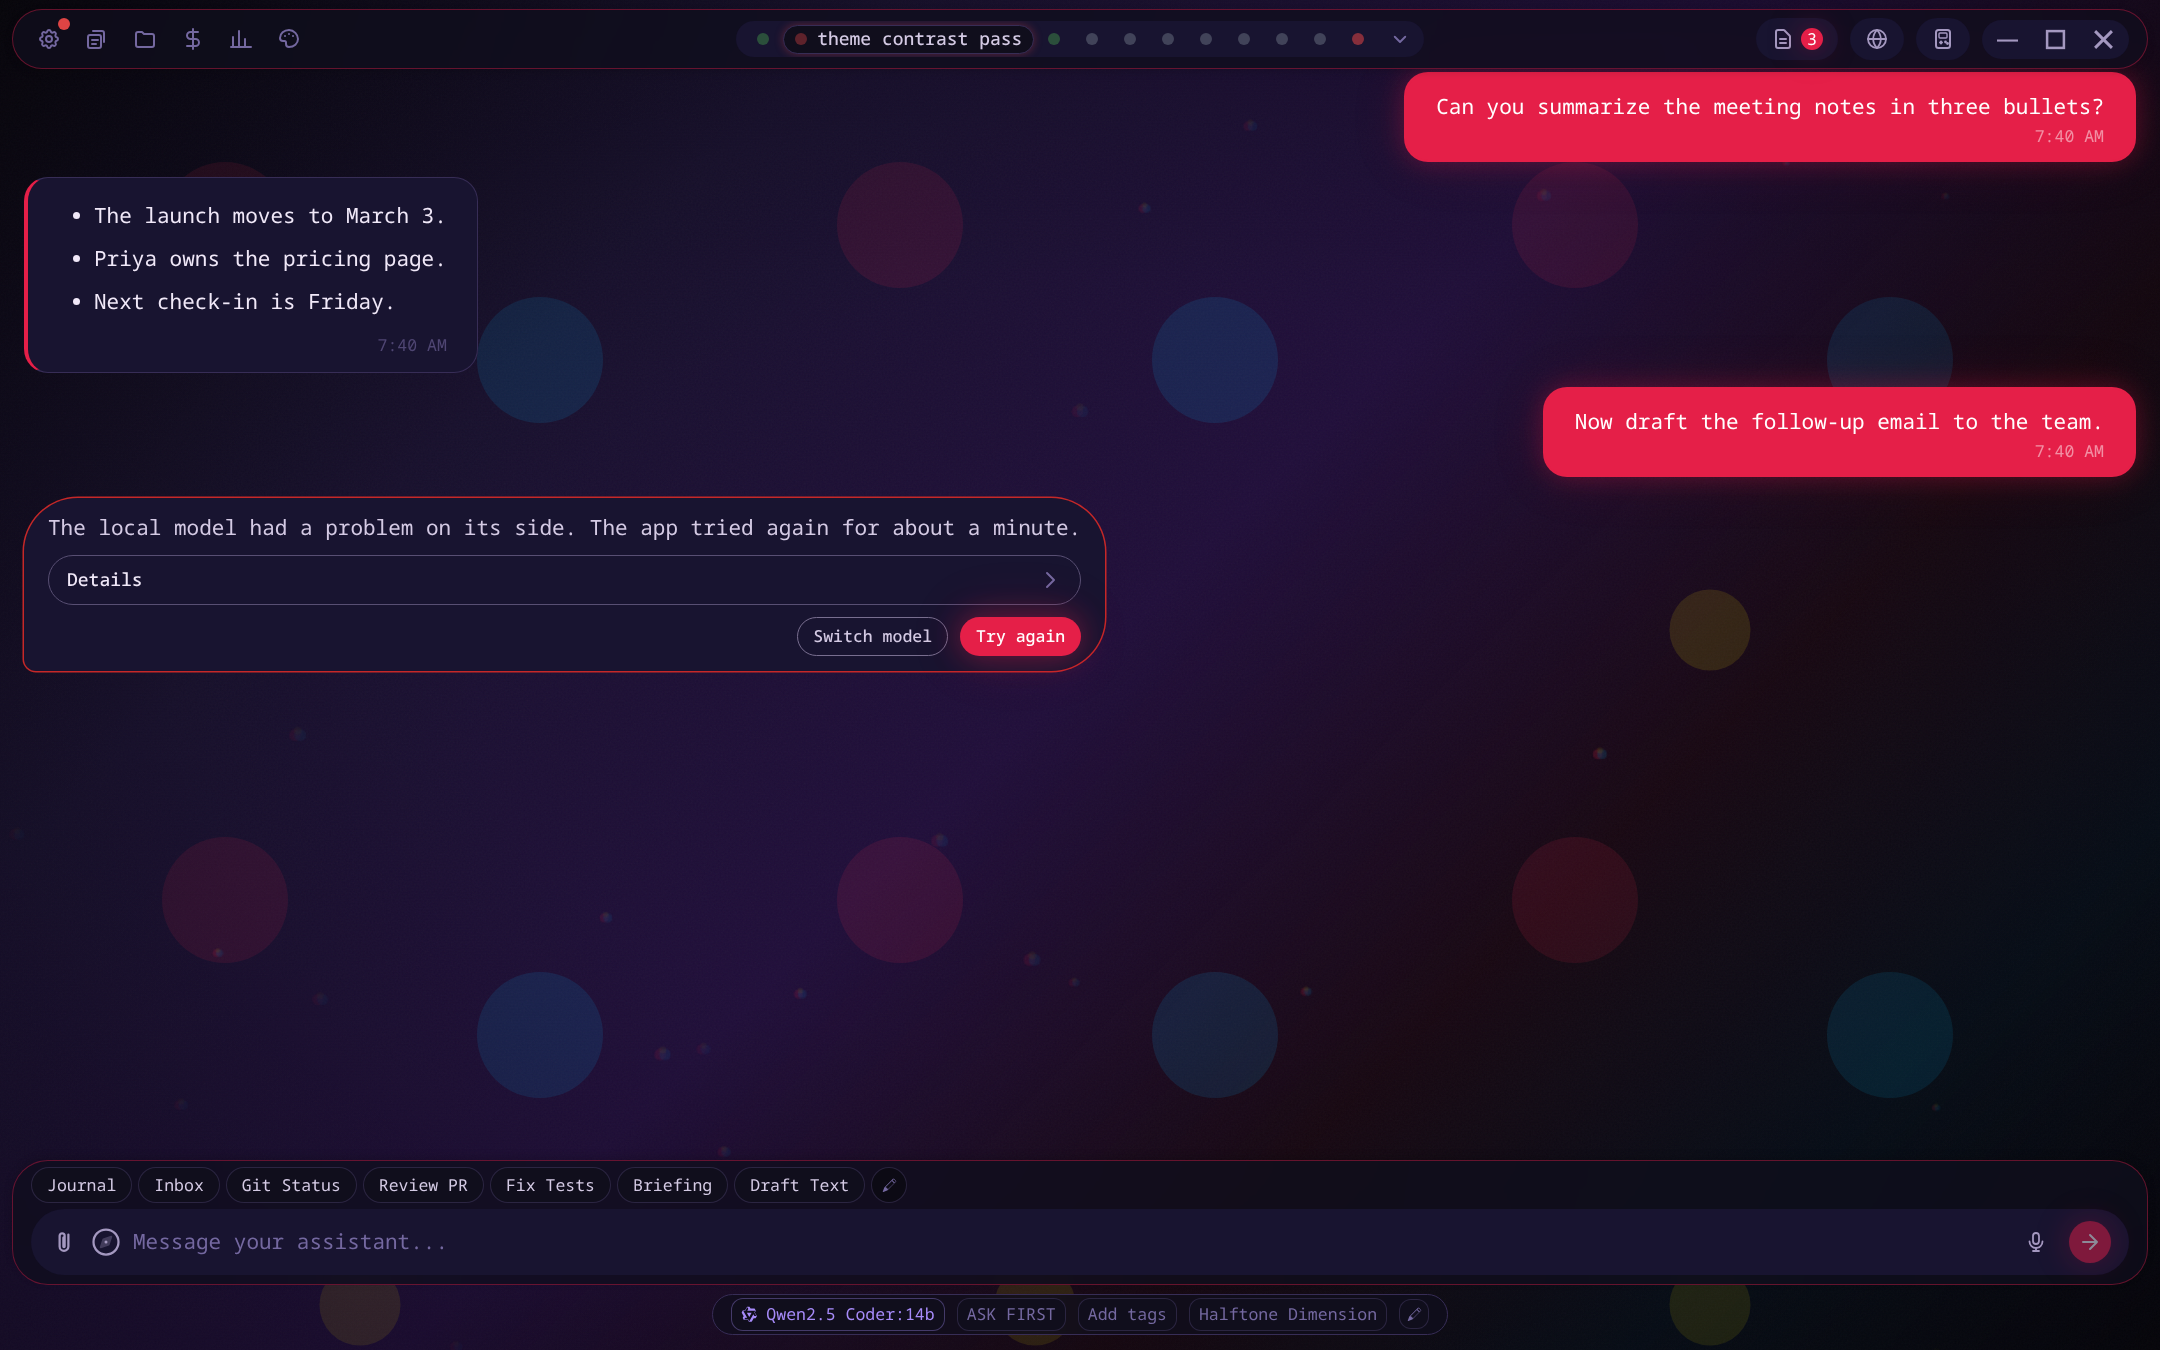 theme contrast pass
3
Can you summarize the meeting notes in three bullets?
7:40 AM
• The launch moves to March 3.
• Priya owns the pricing page.
• Next check-in is Friday.
7:40 AM
Now draft the follow-up email to the team.
7:40 AM
The local model had a problem on its side. The app tried again for about a minute.
Details
Switch model Try again
Journal Inbox Git Status Review PR Fix Tests Briefing Draft Text
Message your assistant...
Qwen2.5 Coder:14b ASK FIRST Add tags Halftone Dimension